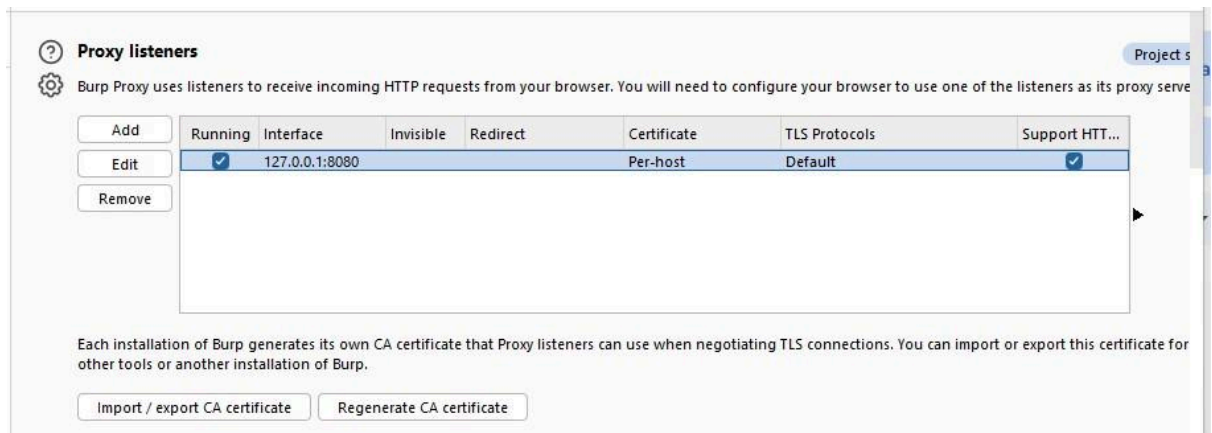 Proxy listeners
Project s
Burp Proxy uses listeners to receive incoming HTTP requests from your browser. You will need to configure your browser to use one of the listeners as its proxy serve
Add
Running Interface Invisible Redirect Certificate TLS Protocols Support HTT...
Edit
127.0.0.1:8080 Per-host Default
Remove
Each installation of Burp generates its own CA certificate that Proxy listeners can use when negotiating TLS connections. You can import or export this certificate for
other tools or another installation of Burp.
Import / export CA certificate Regenerate CA certificate